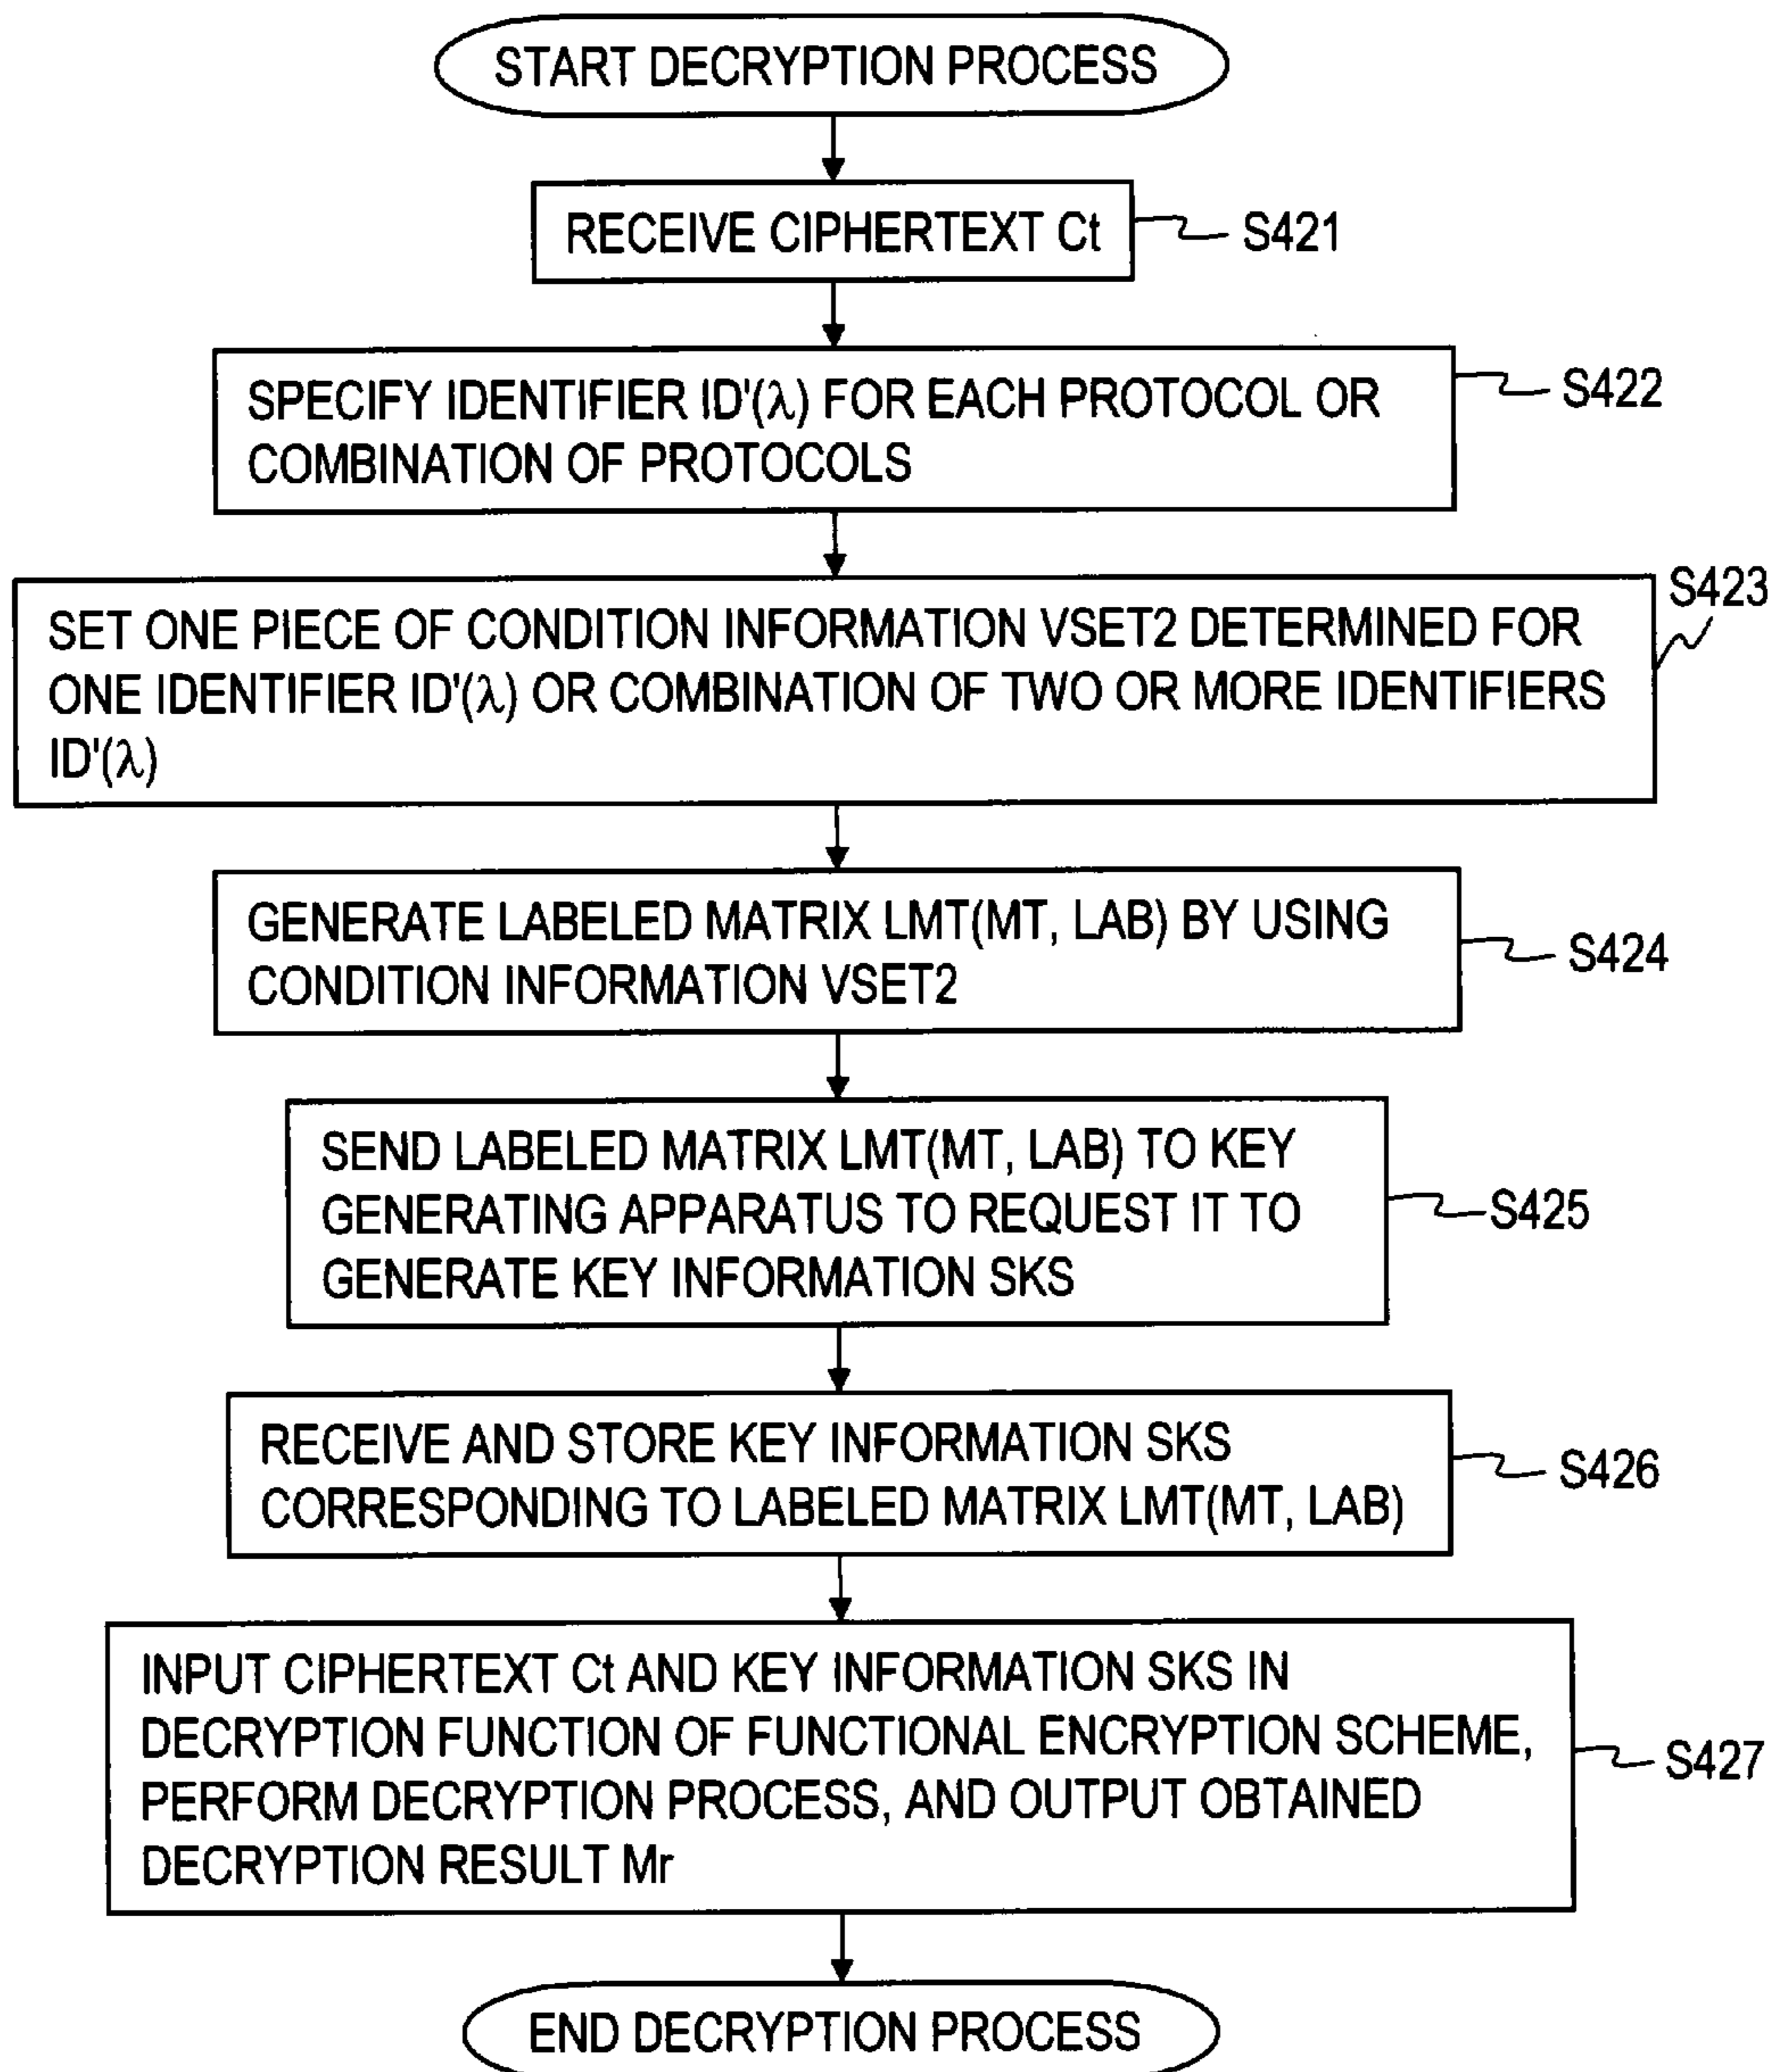 START DECRYPTION PROCESS
RECEIVE CIPHERTEXT Ct
S421
SPECIFY IDENTIFIER ID'(λ) FOR EACH PROTOCOL OR
COMBINATION OF PROTOCOLS
S422
SET ONE PIECE OF CONDITION INFORMATION VSET2 DETERMINED FOR
ONE IDENTIFIER ID'(λ) OR COMBINATION OF TWO OR MORE IDENTIFIERS
ID'(λ)
S423
GENERATE LABELED MATRIX LMT(MT, LAB) BY USING
CONDITION INFORMATION VSET2
S424
SEND LABELED MATRIX LMT(MT, LAB) TO KEY
GENERATING APPARATUS TO REQUEST IT TO
GENERATE KEY INFORMATION SKS
S425
RECEIVE AND STORE KEY INFORMATION SKS
CORRESPONDING TO LABELED MATRIX LMT(MT, LAB)
S426
INPUT CIPHERTEXT Ct AND KEY INFORMATION SKS IN
DECRYPTION FUNCTION OF FUNCTIONAL ENCRYPTION SCHEME,
PERFORM DECRYPTION PROCESS, AND OUTPUT OBTAINED
DECRYPTION RESULT Mr
S427
END DECRYPTION PROCESS